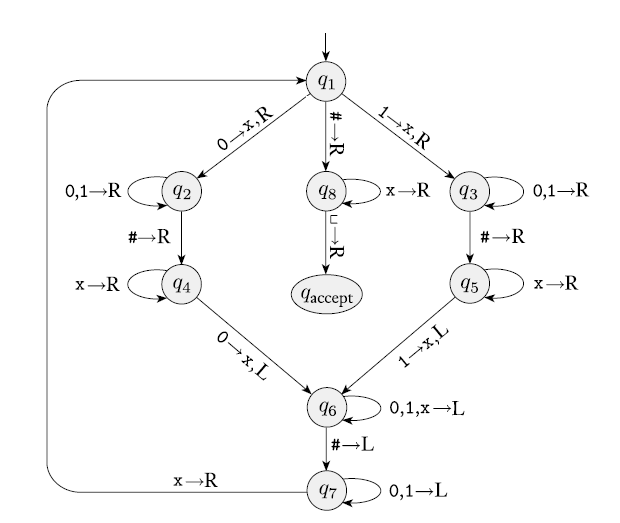 q1
0→x,R
#→R
1→x,R
0,1→R
q2
q8
x→R
q3
0,1→R
#→R
␣→R
#→R
x→R
q4
qaccept
q5
x→R
0→x,L
1→x,L
q6
0,1,x→L
#→L
x→R
q7
0,1→L